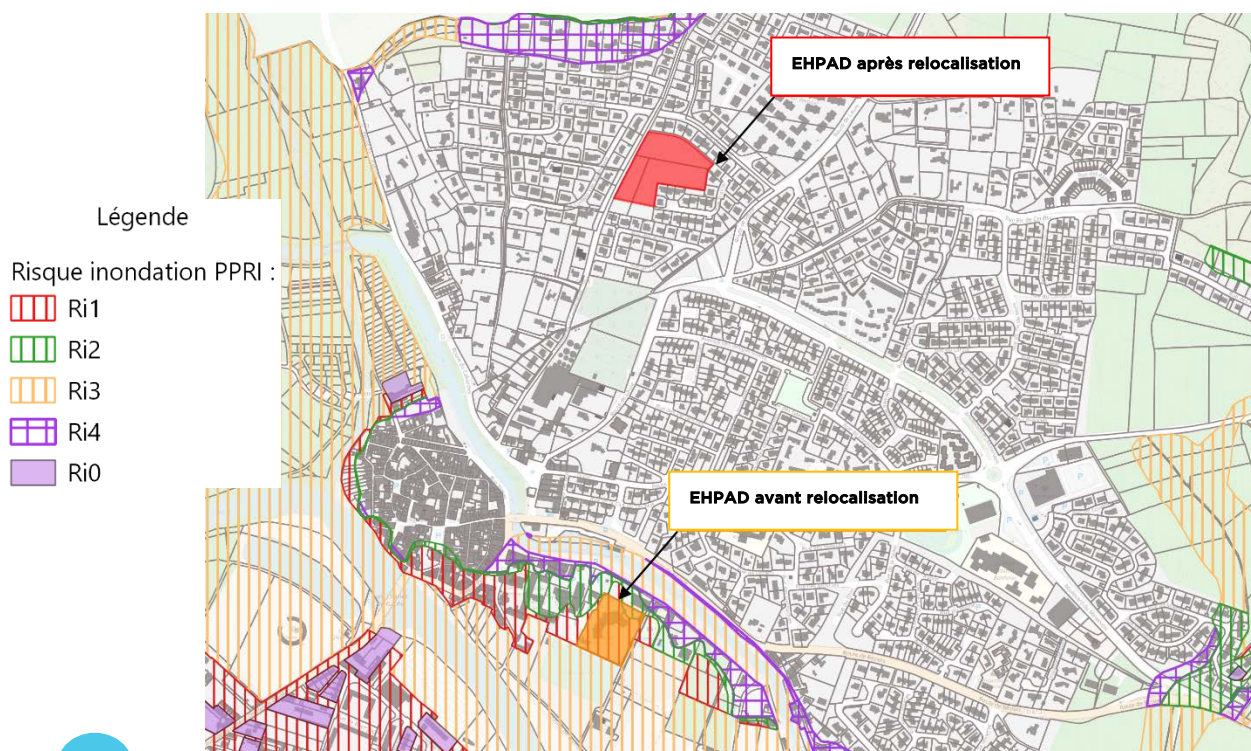 EHPAD après relocalisation
Légende
Risque inondation PPRI :
Ri1
Ri2
Ri3
Ri4
Ri0
EHPAD avant relocalisation